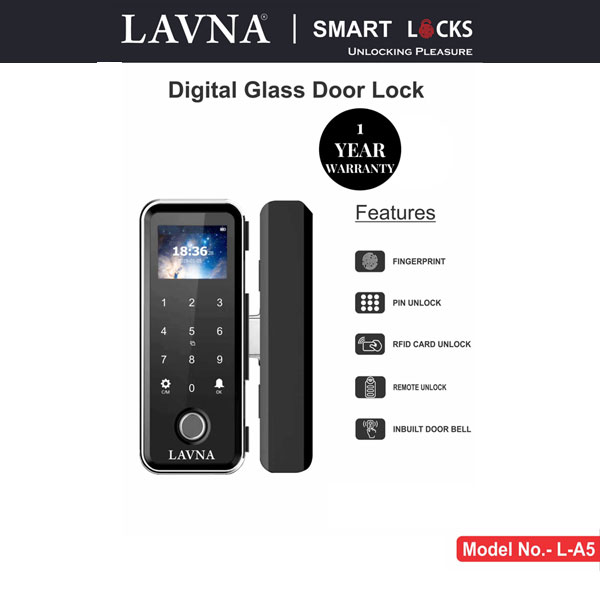 LAVNA® | SMART LOCKS
UNLOCKING PLEASURE
Digital Glass Door Lock
1
YEAR
WARRANTY
Features
FINGERPRINT
PIN UNLOCK
RFID CARD UNLOCK
REMOTE UNLOCK
INBUILT DOOR BELL
18:36
1 2 3
4 5 6
7 8 9
0
C/M OK
LAVNA
Model No.- L-A5